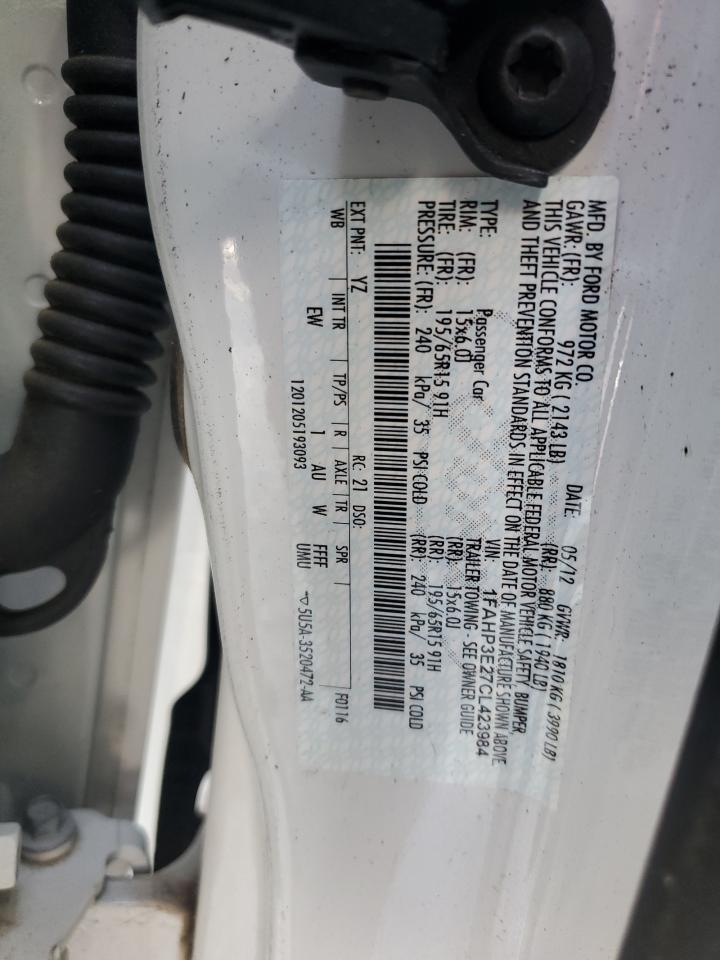 MFD. BY FORD MOTOR CO.
DATE: 05/12 GVWR: 1810 KG ( 3990 LB)
GAWR: (FR): 972 KG ( 2143 LB) (RR): 880 KG ( 1940 LB)
THIS VEHICLE CONFORMS TO ALL APPLICABLE FEDERAL MOTOR VEHICLE SAFETY, BUMPER,
AND THEFT PREVENTION STANDARDS IN EFFECT ON THE DATE OF MANUFACTURE SHOWN ABOVE
VIN: 1FAHP3E27CL423984
TYPE: Passenger Car TRAILER TOWING - SEE OWNER GUIDE
RIM: (FR): 15x6.0J (RR): 15x6.0J
TIRE: (FR): 195/65R15 91H (RR): 195/65R15 91H
PRESSURE: (FR): 240 kPa/ 35 PSI COLD (RR): 240 kPa/ 35 PSI COLD
EXT PNT: YZ RC: 21 DSO: F0116
WB INT TR TP/PS R AXLE TR SPR
EW 1 AU W FFFF
1201205193093 UMU 5U5A-3520472-AA